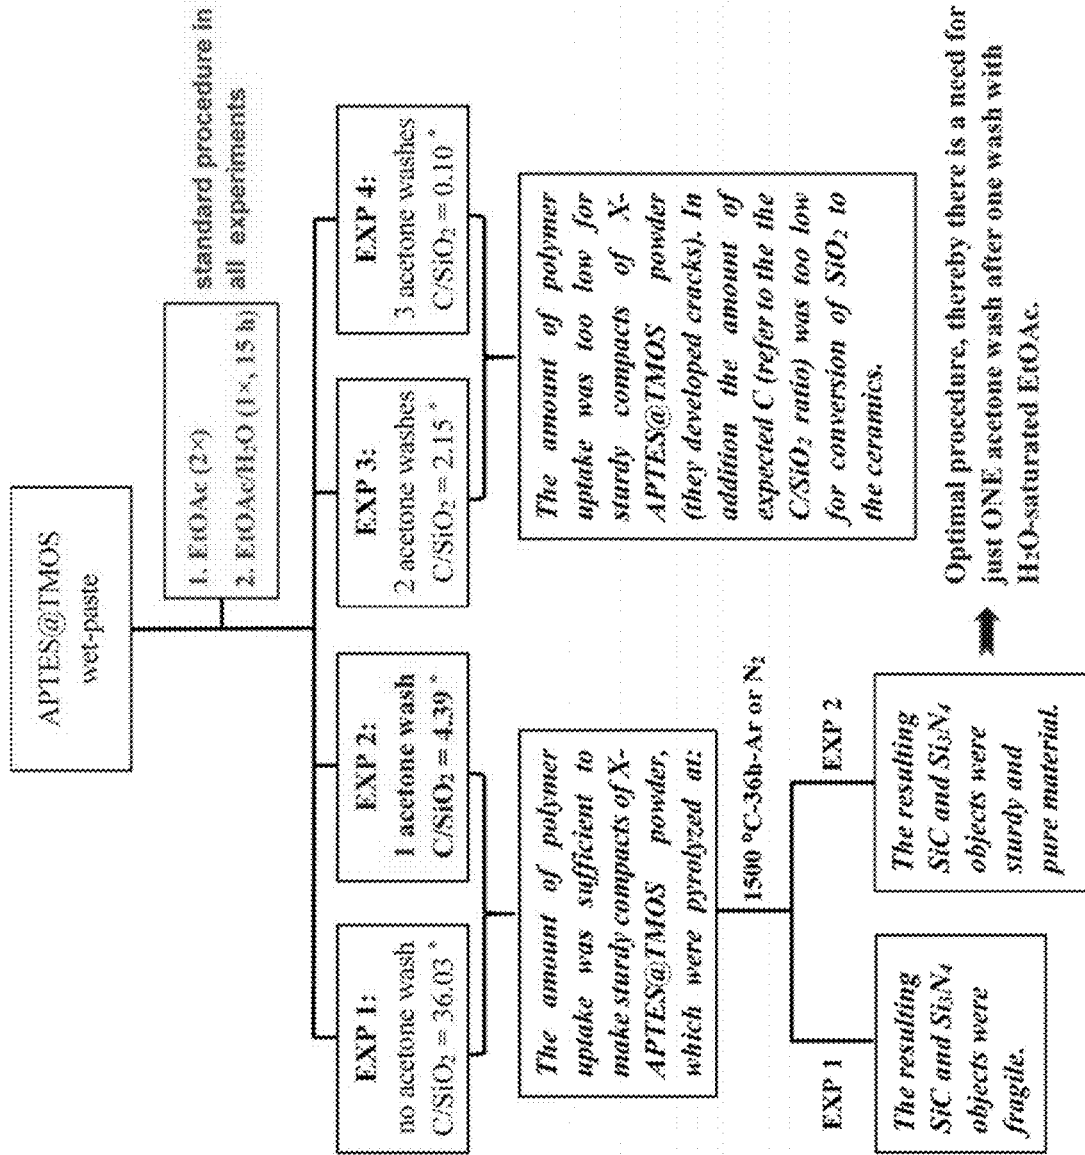 APTES@TMOS
wet-paste
1. EtOAc (2×)
2. EtOAc/H₂O (1×, 15 h)
standard procedure in
all experiments
EXP 1:
no acetone wash
C/SiO₂ = 36.03 *
EXP 2:
1 acetone wash
C/SiO₂ = 4.39 *
EXP 3:
2 acetone washes
C/SiO₂ = 2.15 *
EXP 4:
3 acetone washes
C/SiO₂ = 0.10 *
The amount of polymer
uptake was sufficient to
make sturdy compacts of X-
APTES@TMOS powder,
which were pyrolyzed at:
The amount of polymer
uptake was too low for
sturdy compacts of X-
APTES@TMOS powder
(they developed cracks). In
addition the amount of
expected C (refer to the the
C/SiO₂ ratio) was too low
for conversion of SiO₂ to
the ceramics.
1500 °C-36h-Ar or N₂
EXP 1
EXP 2
The resulting
SiC and Si₃N₄
objects were
fragile.
The resulting
SiC and Si₃N₄
objects were
sturdy and
pure material.
Optimal procedure, thereby there is a need for
just ONE acetone wash after one wash with
H₂O-saturated EtOAc.